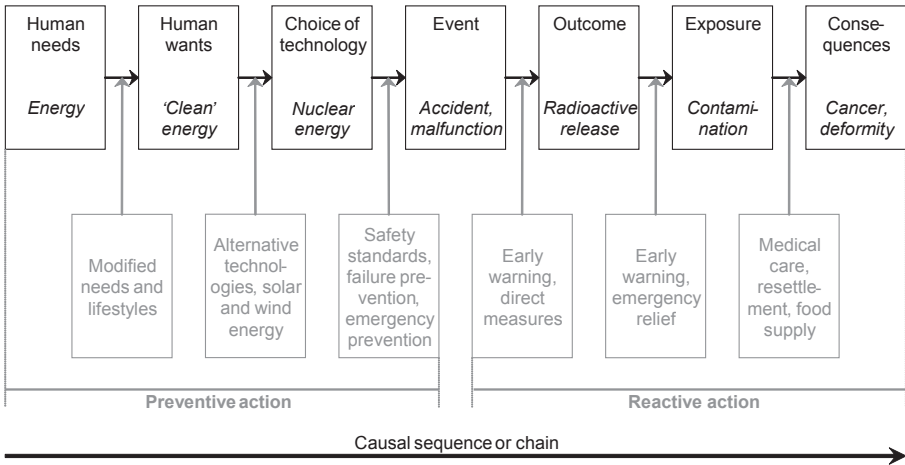 Human
needs
Energy
Human
wants
‘Clean’
energy
Choice of
technology
Nuclear
energy
Event
Accident,
malfunction
Outcome
Radioactive
release
Exposure
Contami-
nation
Conse-
quences
Cancer,
deformity
Modified
needs and
lifestyles
Alternative
technol-
ogies, solar
and wind
energy
Safety
standards,
failure pre-
vention,
emergency
prevention
Early
warning,
direct
measures
Early
warning,
emergency
relief
Medical
care,
resettle-
ment, food
supply
Preventive action
Reactive action
Causal sequence or chain